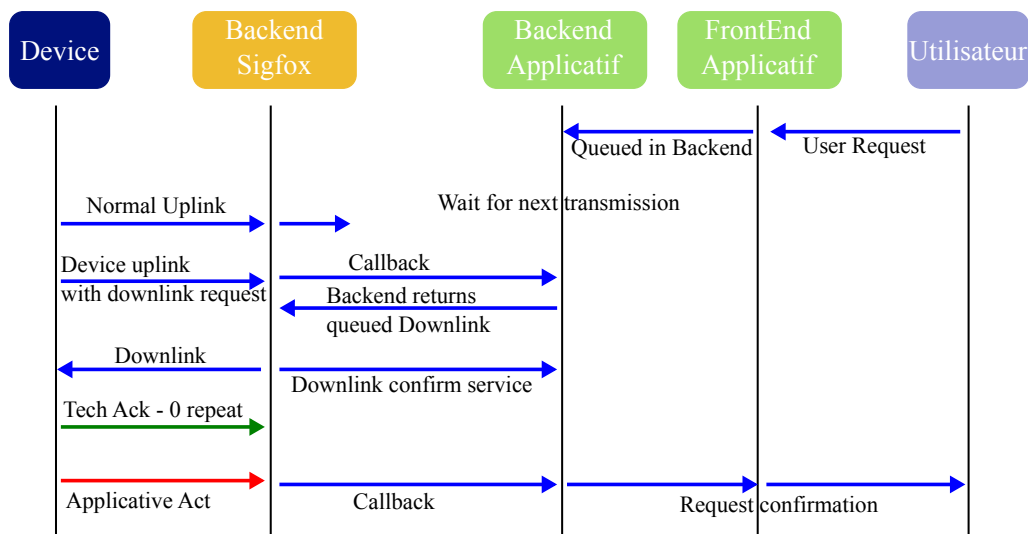 Device
Backend
Sigfox
Backend
Applicatif
FrontEnd
Applicatif
Utilisateur
Queued in Backend
User Request
Normal Uplink
Wait for next transmission
Device uplink
with downlink request
Callback
Backend returns
queued Downlink
Downlink
Downlink confirm service
Tech Ack - 0 repeat
Applicative Act
Callback
Request confirmation